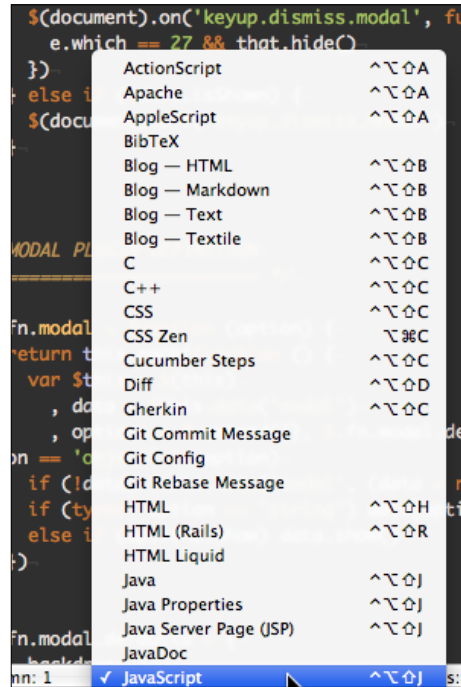 $(document).on('keyup.dismiss.modal', fu
e.which == 27 && that.hide()
})
else i
$(docu
MODAL PL
fn.modal
return t
var $t
, da
, op
on == 'o
if (!d
if (ty
else i
})
fn.modal
ActionScript ^⌥⇧A
Apache ^⌥⇧A
AppleScript ^⌥⇧A
BibTeX
Blog — HTML ^⌥⇧B
Blog — Markdown ^⌥⇧B
Blog — Text ^⌥⇧B
Blog — Textile ^⌥⇧B
C ^⌥⇧C
C++ ^⌥⇧C
CSS ^⌥⇧C
CSS Zen ⌥⌘C
Cucumber Steps ^⌥⇧C
Diff ^⌥⇧D
Gherkin ^⌥⇧C
Git Commit Message
Git Config
Git Rebase Message
HTML ^⌥⇧H
HTML (Rails) ^⌥⇧R
HTML Liquid
Java ^⌥⇧J
Java Properties ^⌥⇧J
Java Server Page (JSP) ^⌥⇧J
JavaDoc
✓ JavaScript ^⌥⇧J
mn: 1
s: